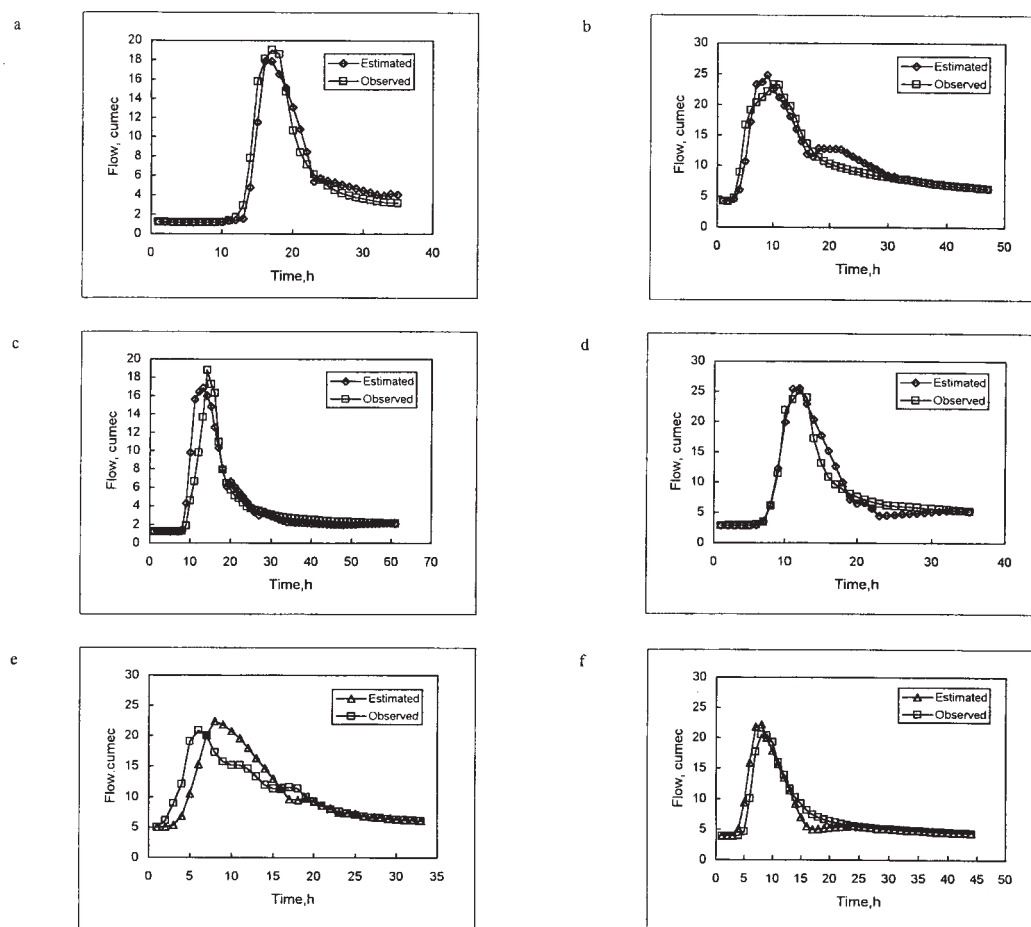 a
20
18
16
14
12
10
8
6
4
2
0
Flow, cumec
Estimated
Observed
0 10 20 30 40
Time,h
b
30
25
20
15
10
5
0
Flow, cumec
Estimated
Observed
0 10 20 30 40 50
Time,h
c
20
18
16
14
12
10
8
6
4
2
0
Flow, cumec
Estimated
Observed
0 10 20 30 40 50 60 70
Time,h
d
30
25
20
15
10
5
0
Flow, cumec
Estimated
Observed
0 10 20 30 40
Time,h
e
30
25
20
15
10
5
0
Flow.cumec
Estimated
Observed
0 5 10 15 20 25 30 35
Time,h
f
30
25
20
15
10
5
0
Flow, cumec
Estimated
Observed
0 5 10 15 20 25 30 35 40 45 50
Time,h